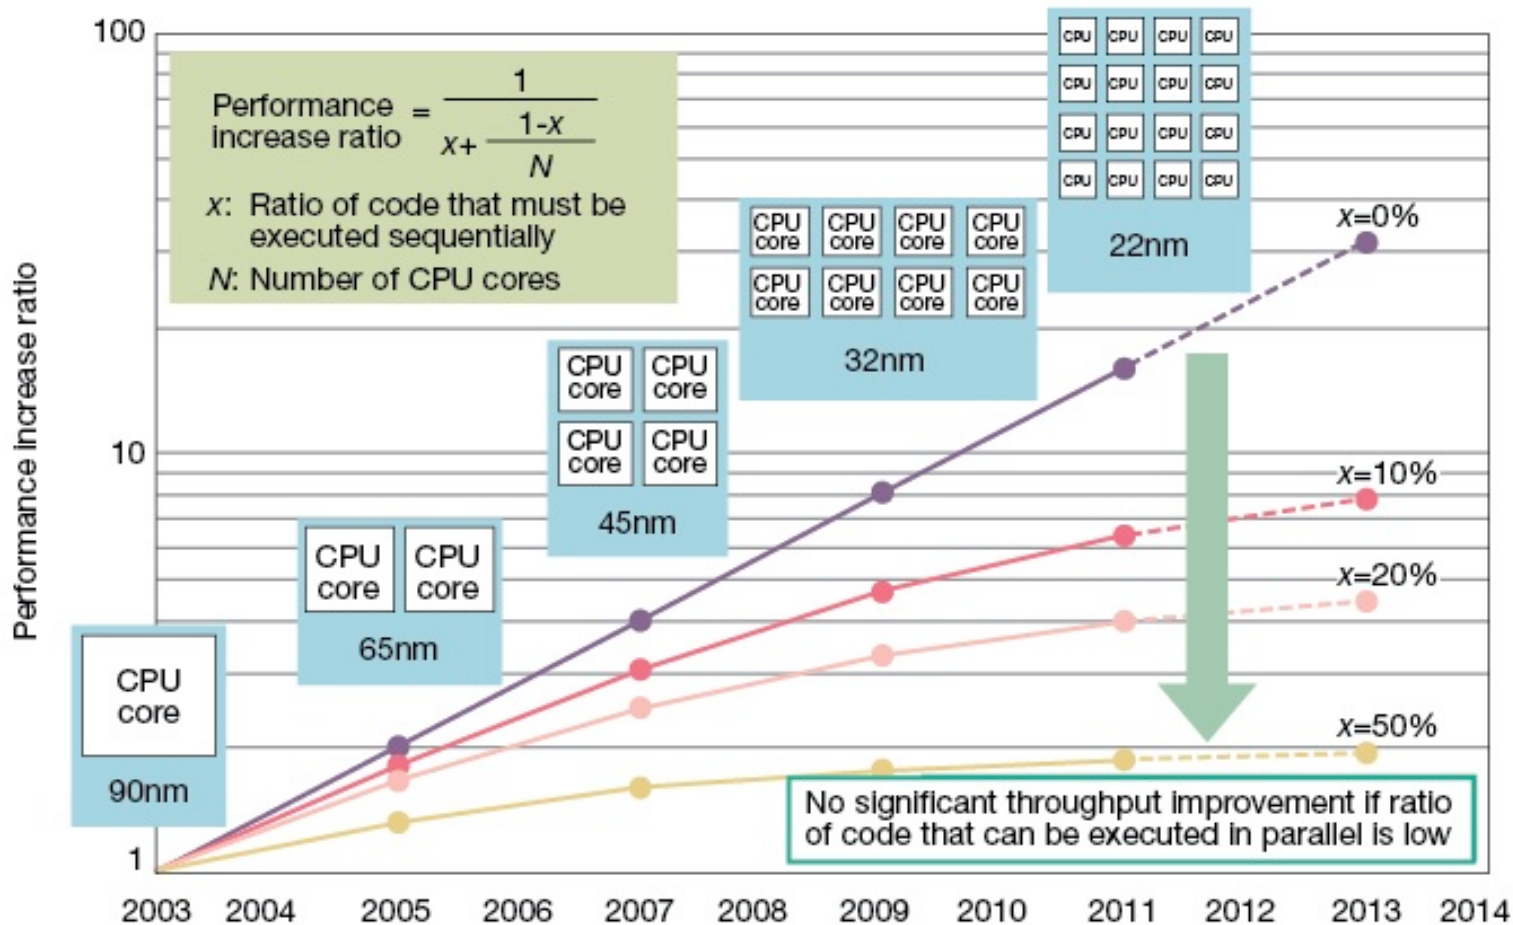 Performance increase ratio
100
10
1
Performance
increase ratio
=
1
x+
1-x
N
x: Ratio of code that must be
executed sequentially
N: Number of CPU cores
CPU
core
90nm
CPU
core
CPU
core
65nm
CPU
core
CPU
core
CPU
core
CPU
core
45nm
CPU
core
CPU
core
CPU
core
CPU
core
CPU
core
CPU
core
CPU
core
CPU
core
32nm
CPU CPU CPU CPU
CPU CPU CPU CPU
CPU CPU CPU CPU
CPU CPU CPU CPU
22nm
x=0%
x=10%
x=20%
x=50%
No significant throughput improvement if ratio
of code that can be executed in parallel is low
2003 2004 2005 2006 2007 2008 2009 2010 2011 2012 2013 2014